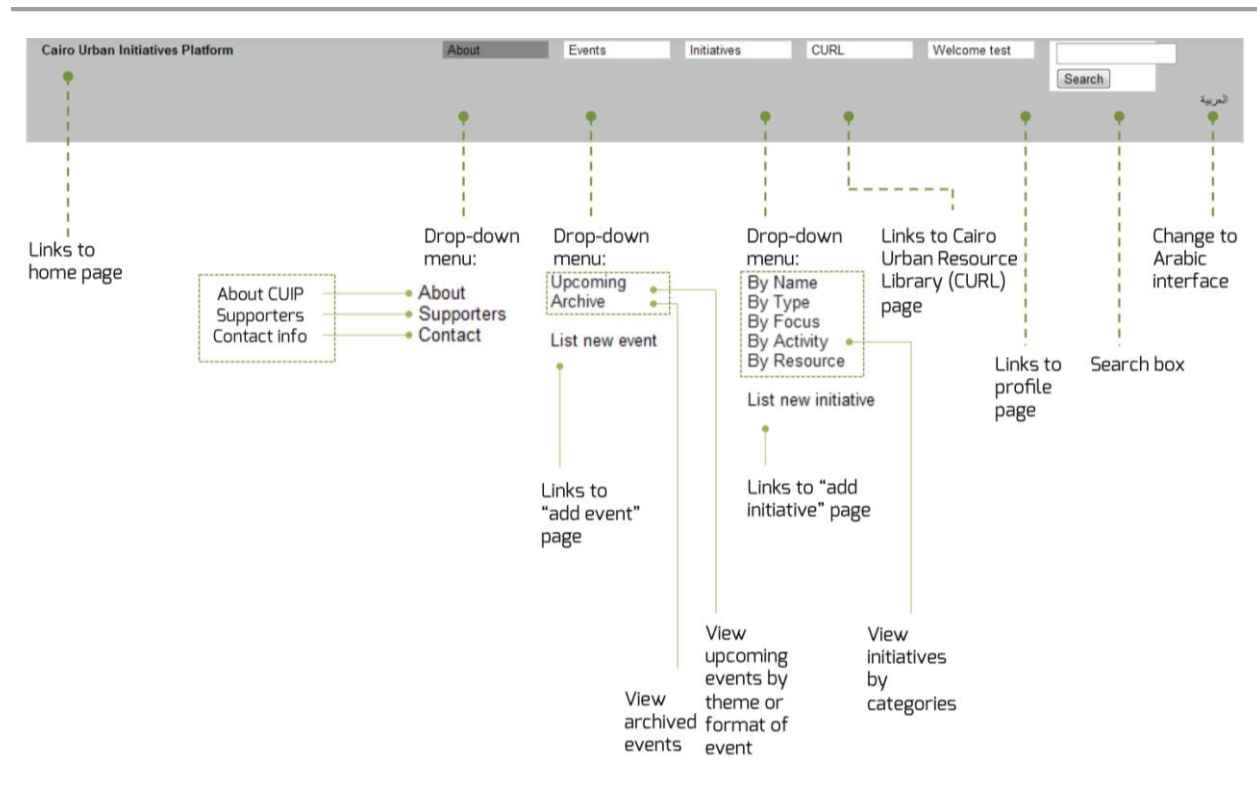 Cairo Urban Initiatives Platform
About
Events
Initiatives
CURL
Welcome test
Search
العربية
Links to
home page
Drop-down
menu:
About
Supporters
Contact
About CUIP
Supporters
Contact info
Drop-down
menu:
Upcoming
Archive
List new event
Links to
“add event”
page
View
archived
events
View
upcoming
events by
theme or
format of
event
Drop-down
menu:
By Name
By Type
By Focus
By Activity
By Resource
List new initiative
Links to “add
initiative” page
View
initiatives
by
categories
Links to Cairo
Urban Resource
Library (CURL)
page
Links to
profile
page
Search box
Change to
Arabic
interface